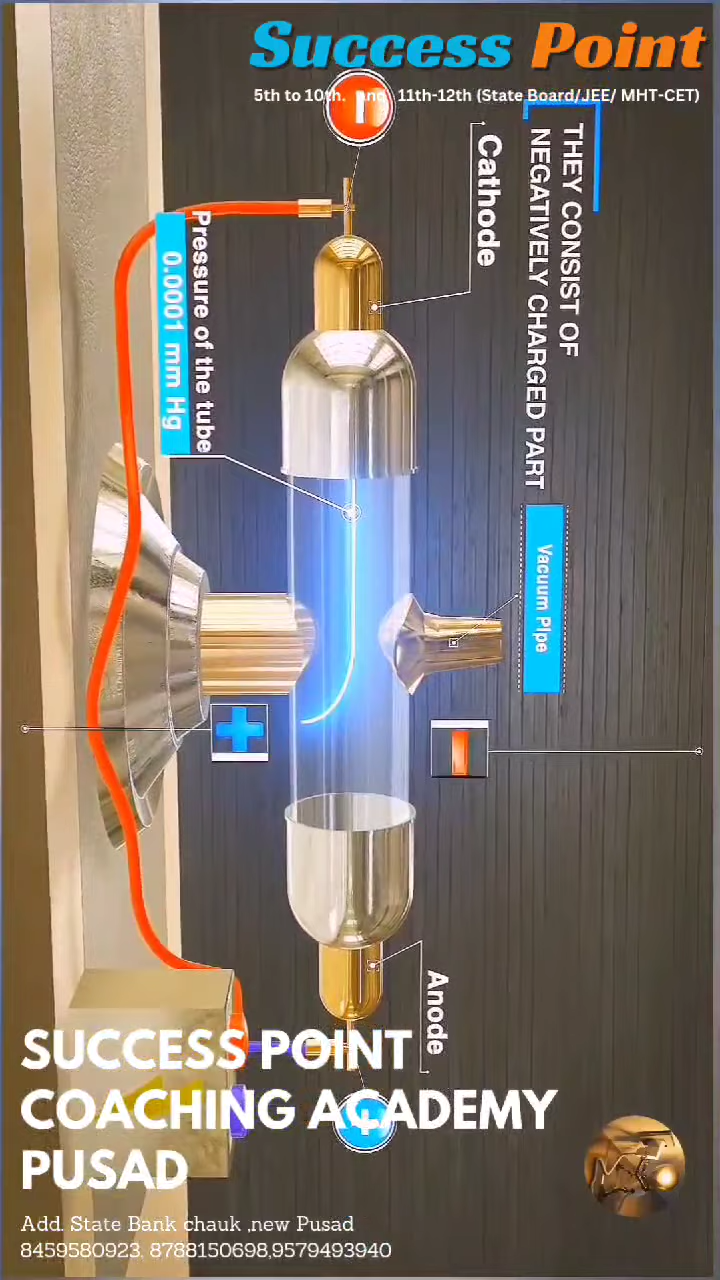 Success Point
5th to 10th. and 11th-12th (State Board/JEE/ MHT-CET)
THEY CONSIST OF
NEGATIVELY CHARGED PART
Cathode
Pressure of the tube
0.0001 mm Hg
Vacuum Pipe
Anode
SUCCESS POINT
COACHING ACADEMY
PUSAD
Add. State Bank chauk ,new Pusad
8459580923, 8788150698,9579493940